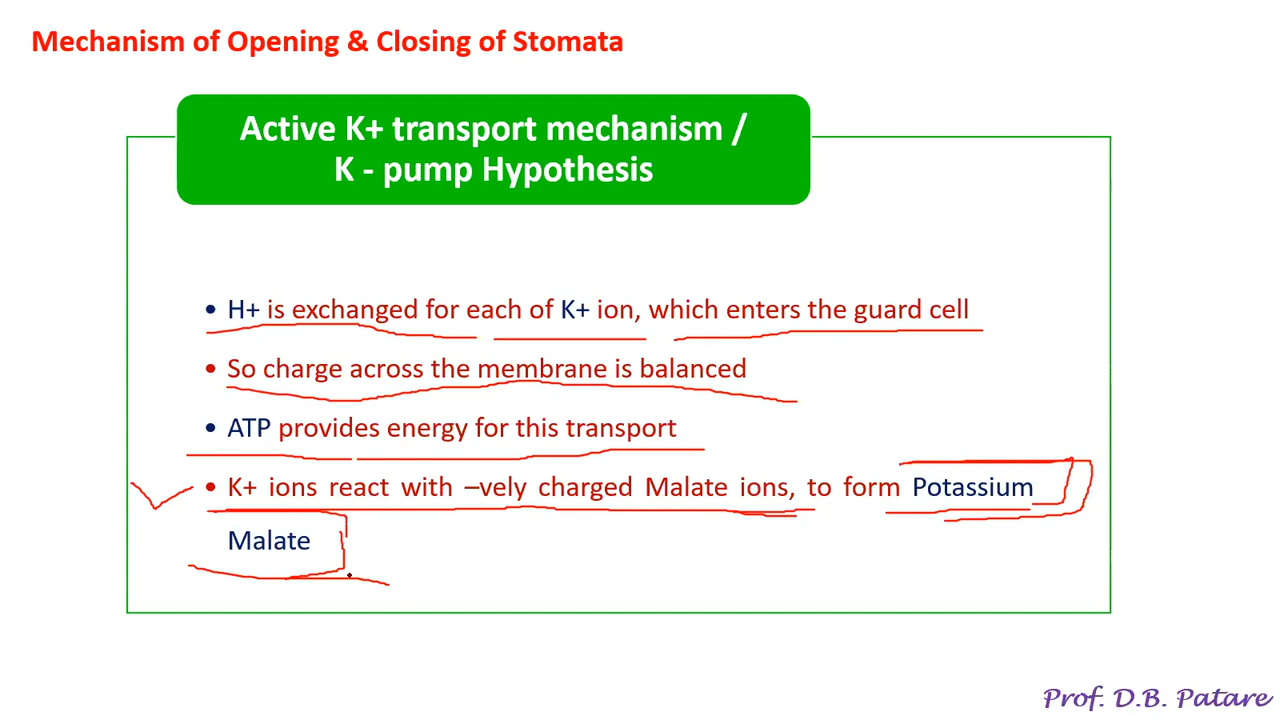 Mechanism of Opening & Closing of Stomata
Active K+ transport mechanism /
K - pump Hypothesis
• H+ is exchanged for each of K+ ion, which enters the guard cell
• So charge across the membrane is balanced
• ATP provides energy for this transport
• K+ ions react with –vely charged Malate ions, to form Potassium
Malate
Prof. D.B. Patare